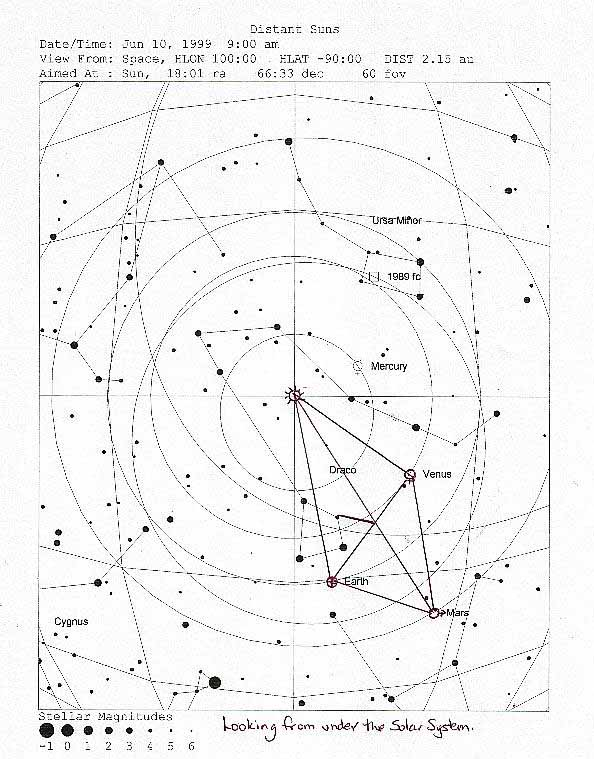 Distant Suns
Date/Time: Jun 10, 1999 9:00 am
View From: Space, HLON 100:00 . HLAT -90:00 DIST 2.15 au
Aimed At : Sun, 18:01 ra 66:33 dec 60 fov
Ursa Minor
1989 fc
Mercury
Draco
Venus
Earth
Mars
Cygnus
Stellar Magnitudes
-1 0 1 2 3 4 5 6
Looking from under the Solar System.